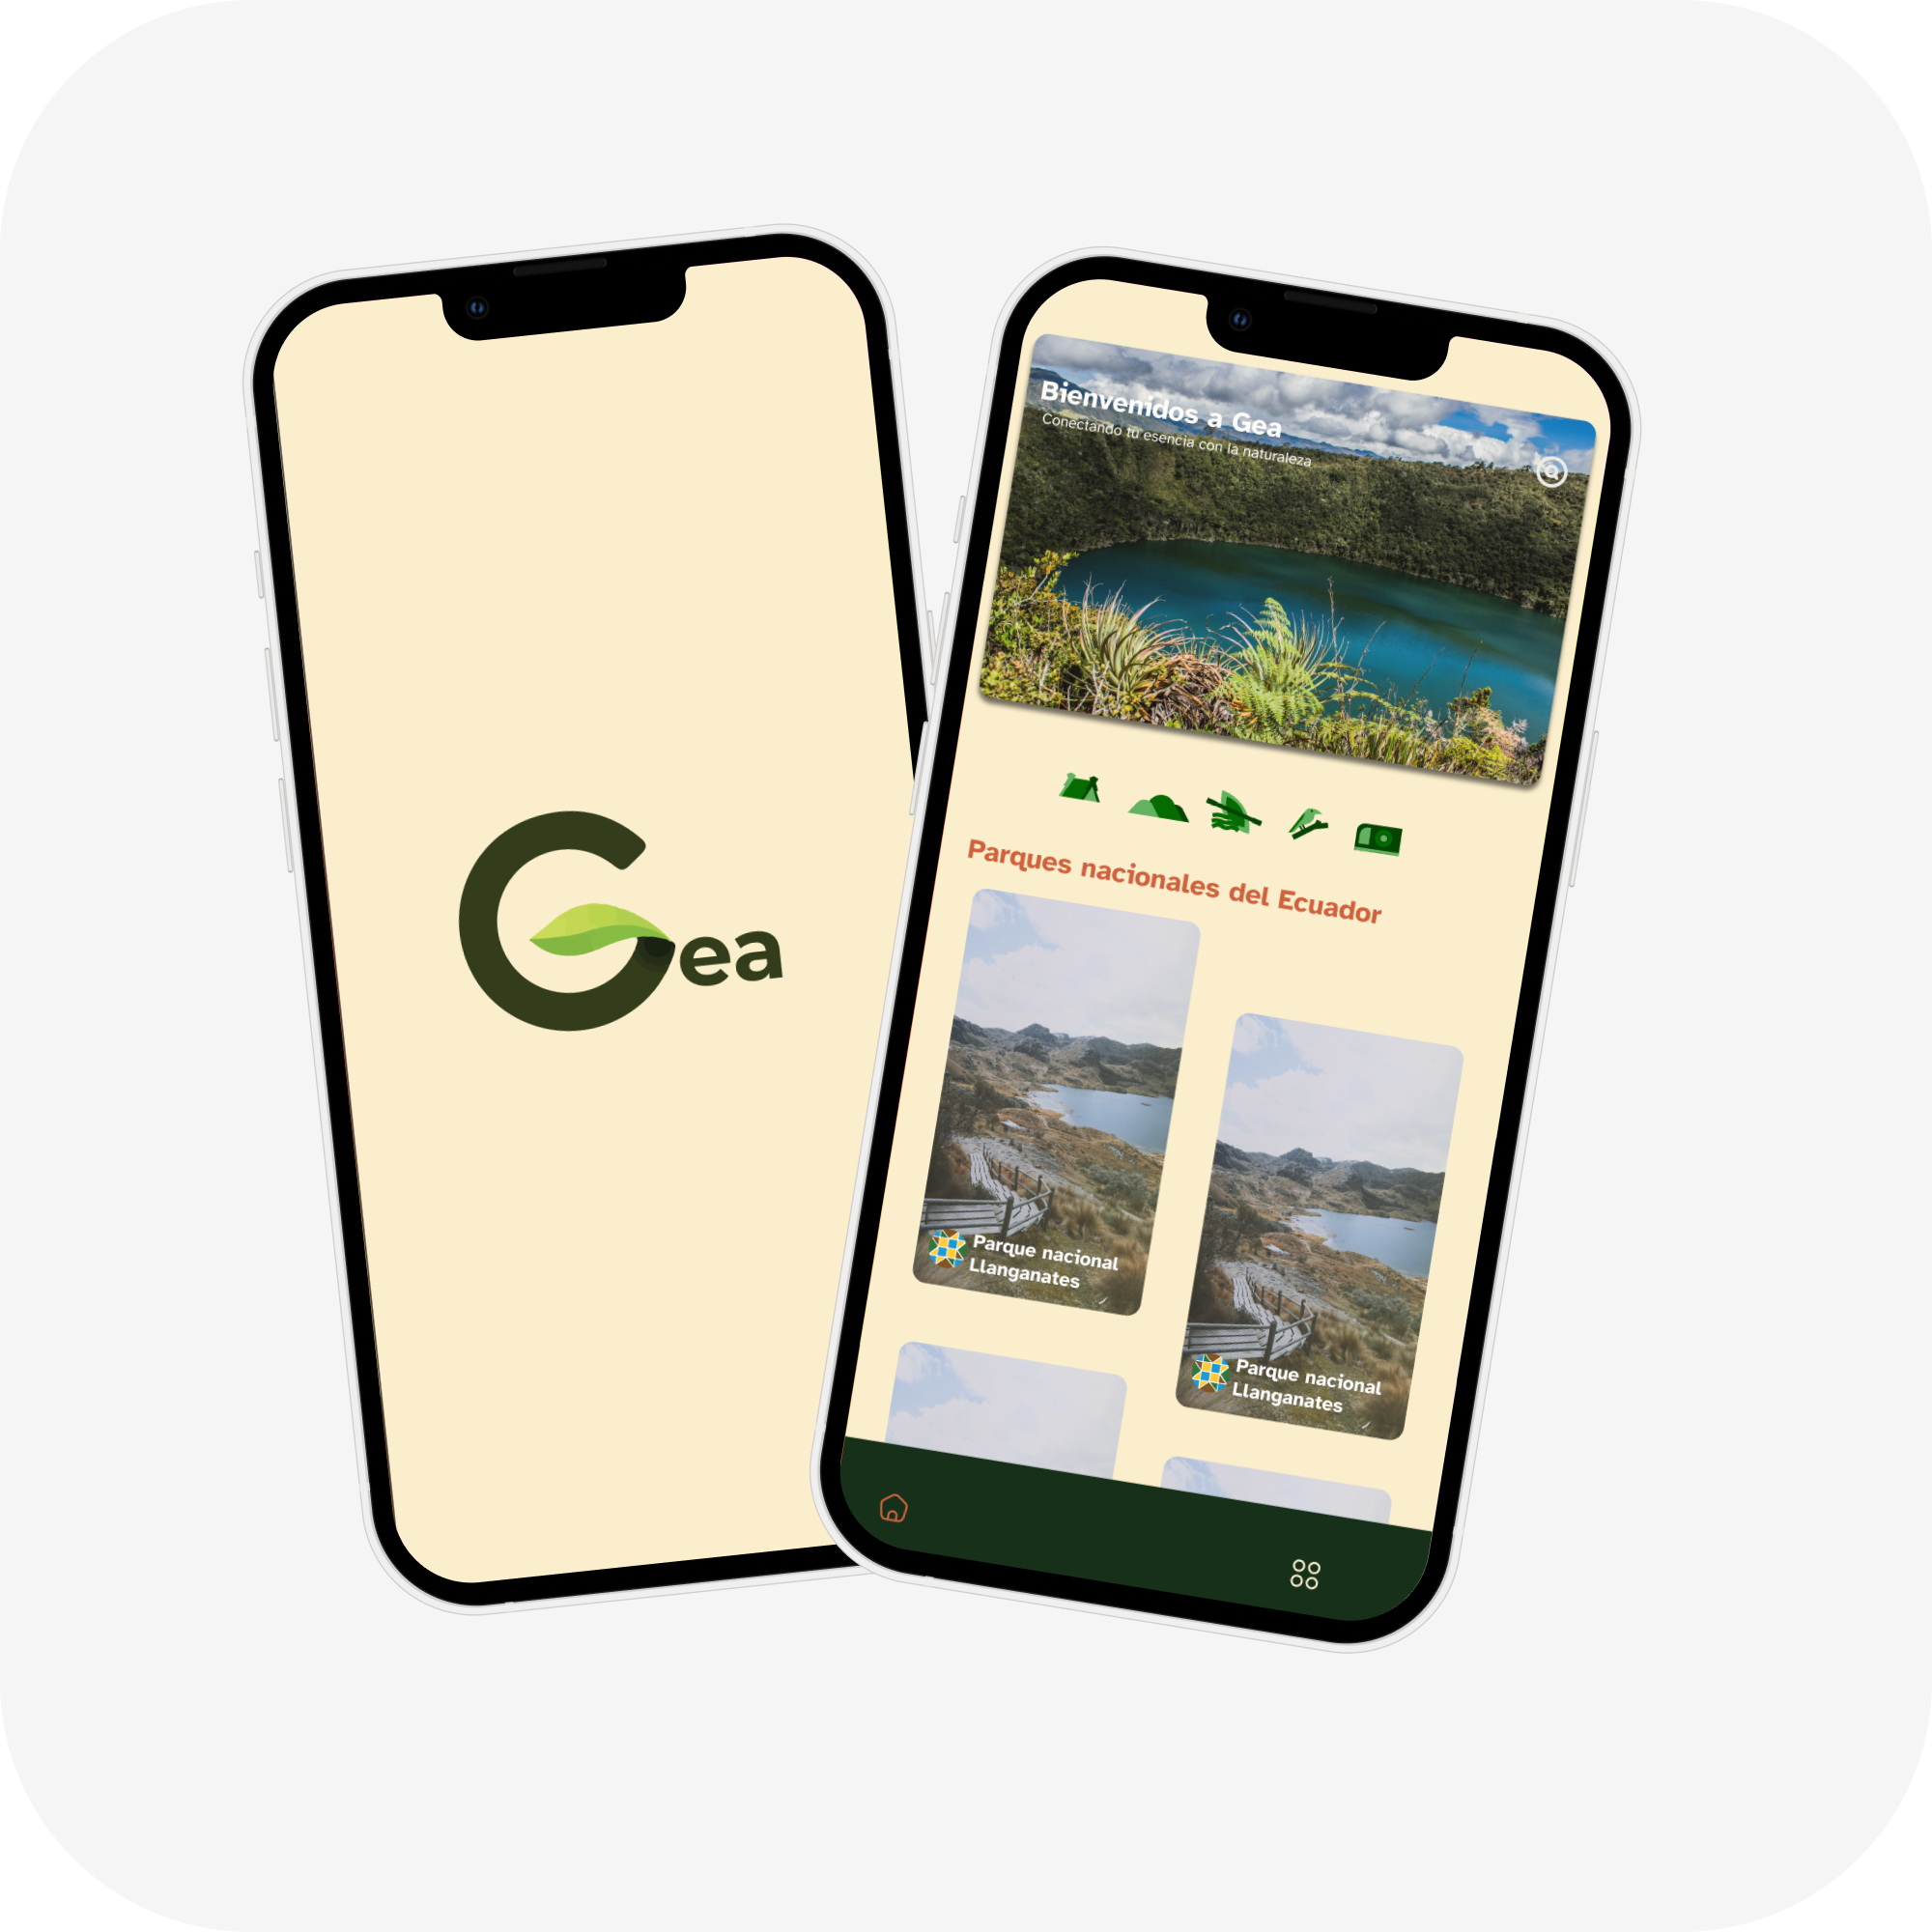 Gea
Bienvenidos a Gea
Conectando tu esencia con la naturaleza
Parques nacionales del Ecuador
Parque nacional
Llanganates
Parque nacional
Llanganates